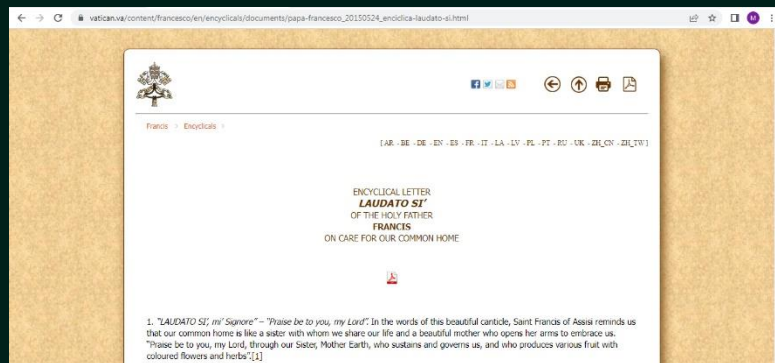 vatican.va/content/francesco/en/encyclicals/documents/papa-francesco_20150524_enciclica-laudato-si.html
M
Francis > Encyclicals >
[ AR - BE - DE - EN - ES - FR - IT - LA - LV - PL - PT - RU - UK - ZH_CN - ZH_TW ]
ENCYCLICAL LETTER
LAUDATO SI’
OF THE HOLY FATHER
FRANCIS
ON CARE FOR OUR COMMON HOME
1. “LAUDATO SI’, mi’ Signore” – “Praise be to you, my Lord”. In the words of this beautiful canticle, Saint Francis of Assisi reminds us
that our common home is like a sister with whom we share our life and a beautiful mother who opens her arms to embrace us.
“Praise be to you, my Lord, through our Sister, Mother Earth, who sustains and governs us, and who produces various fruit with
coloured flowers and herbs”.[1]